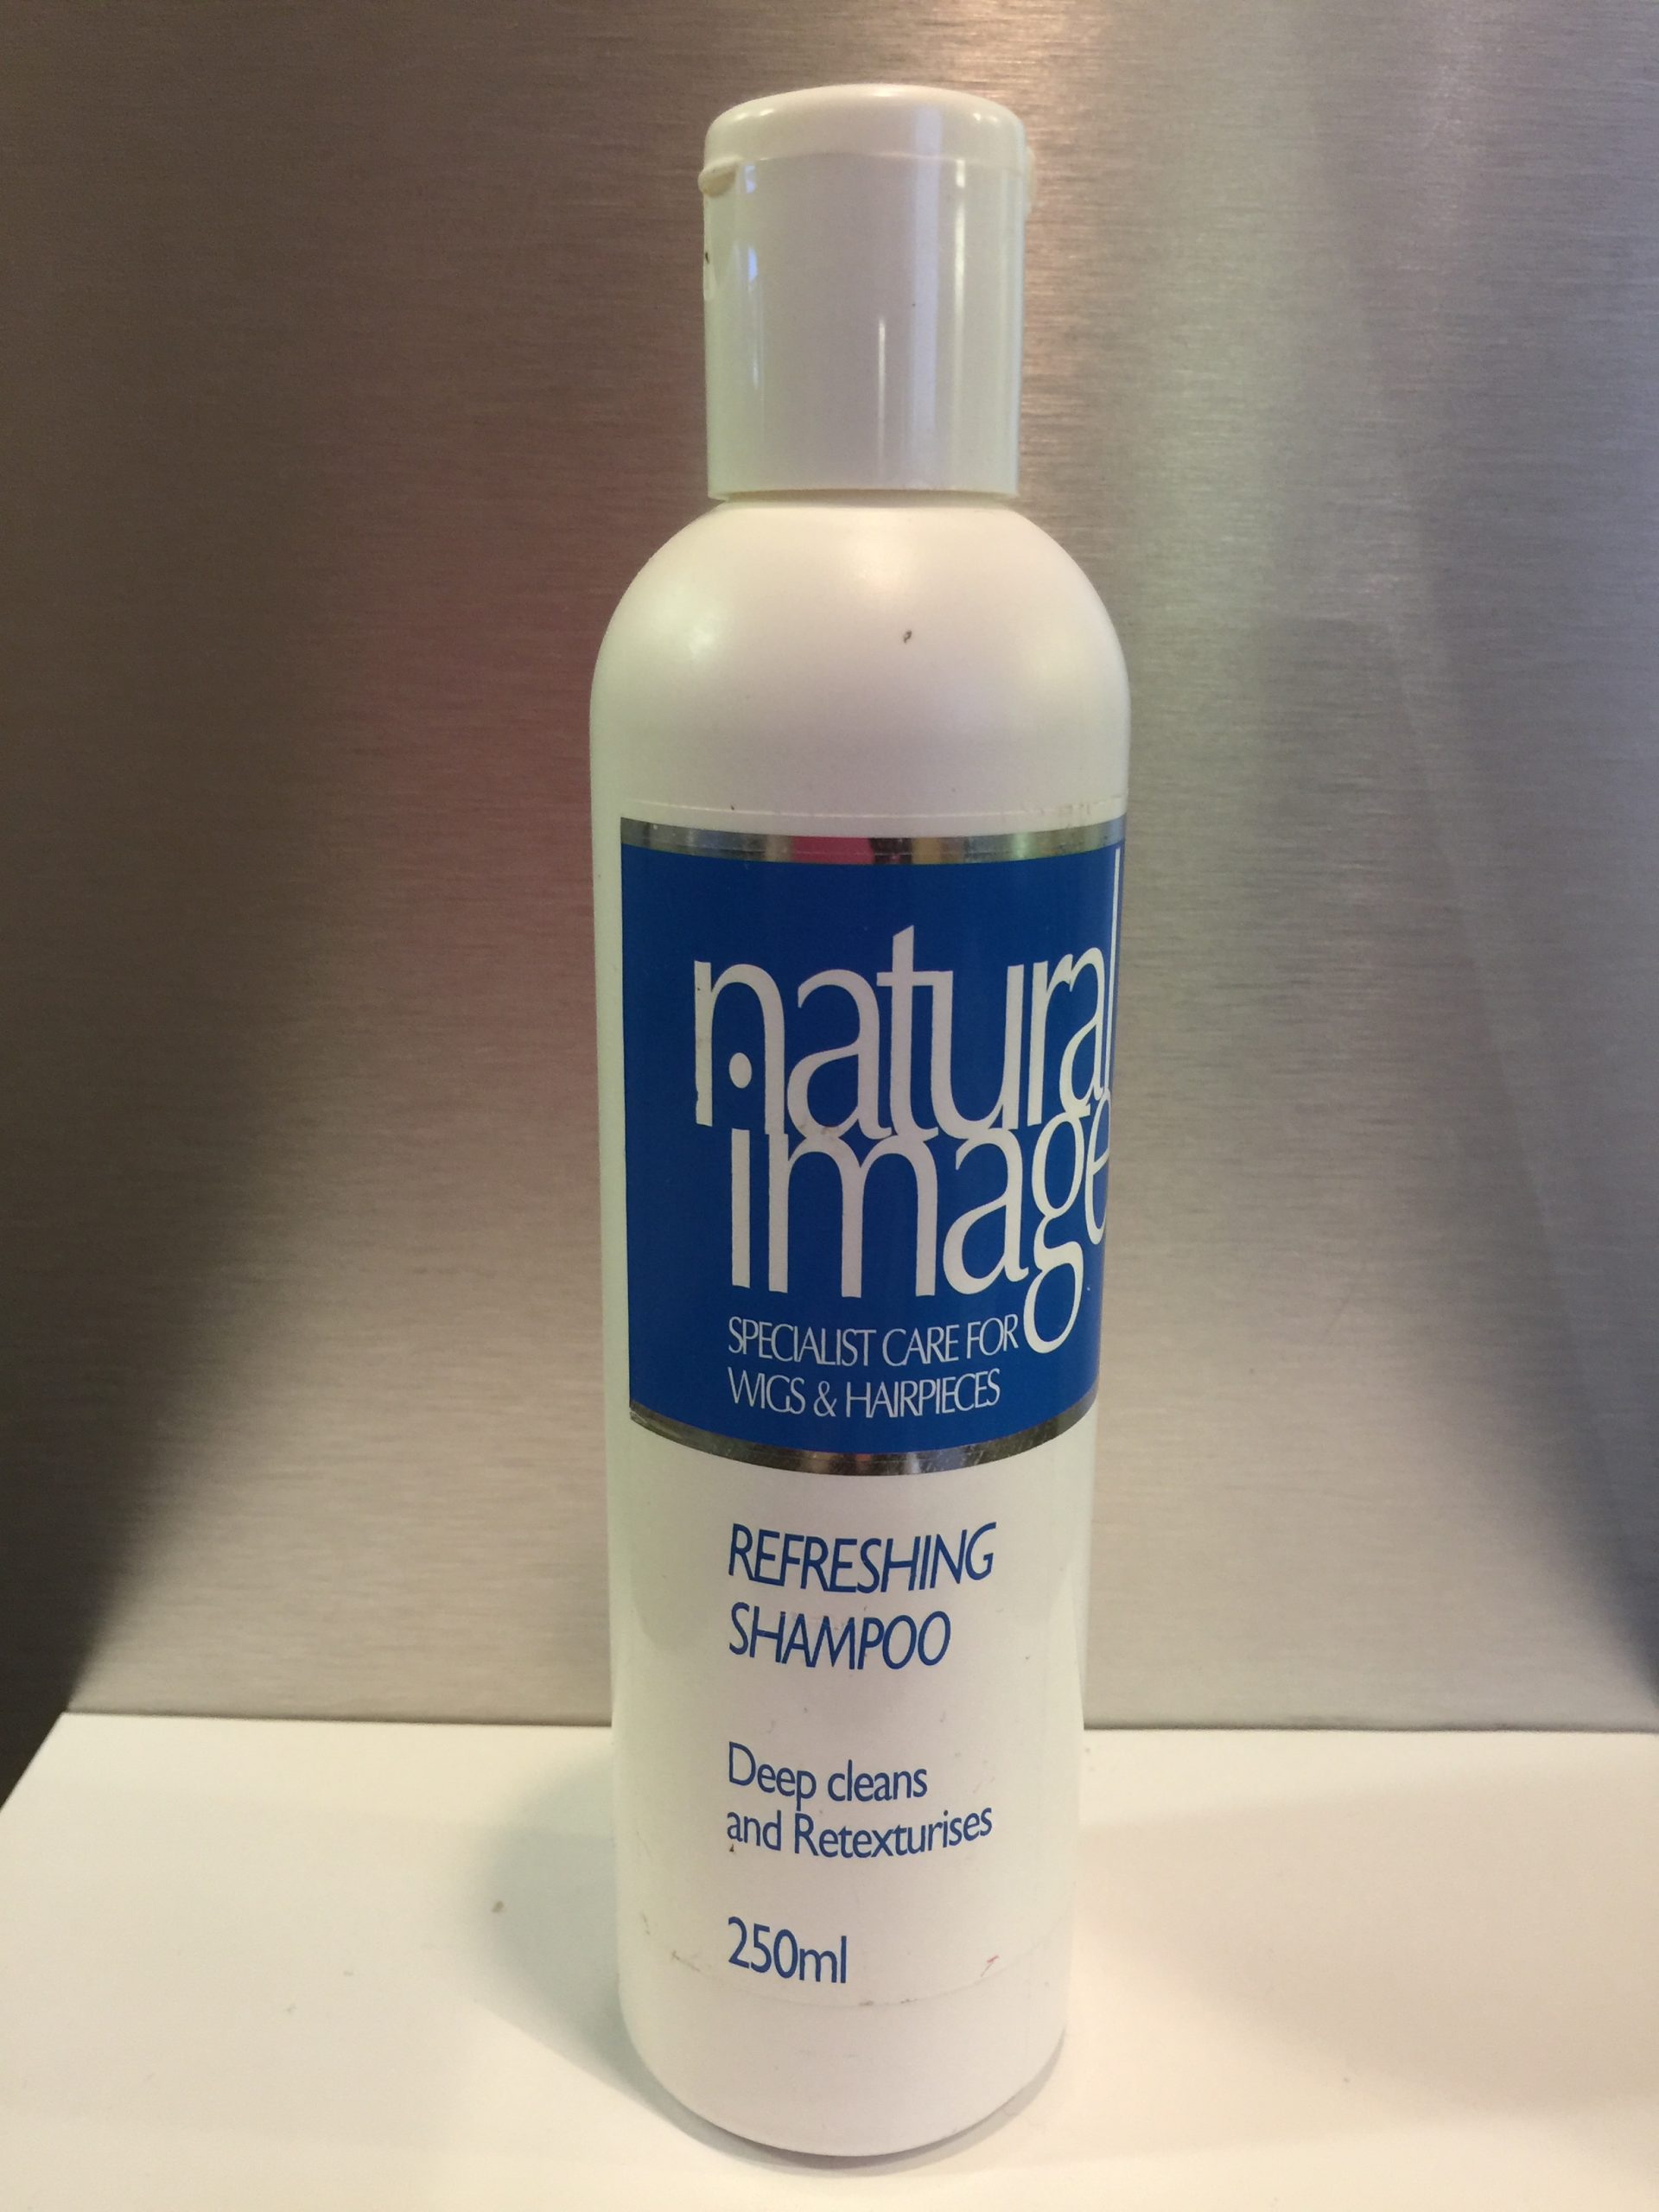 natural
image
SPECIALIST CARE FOR
WIGS & HAIRPIECES
REFRESHING
SHAMPOO
Deep cleans
and Retexturises
250ml